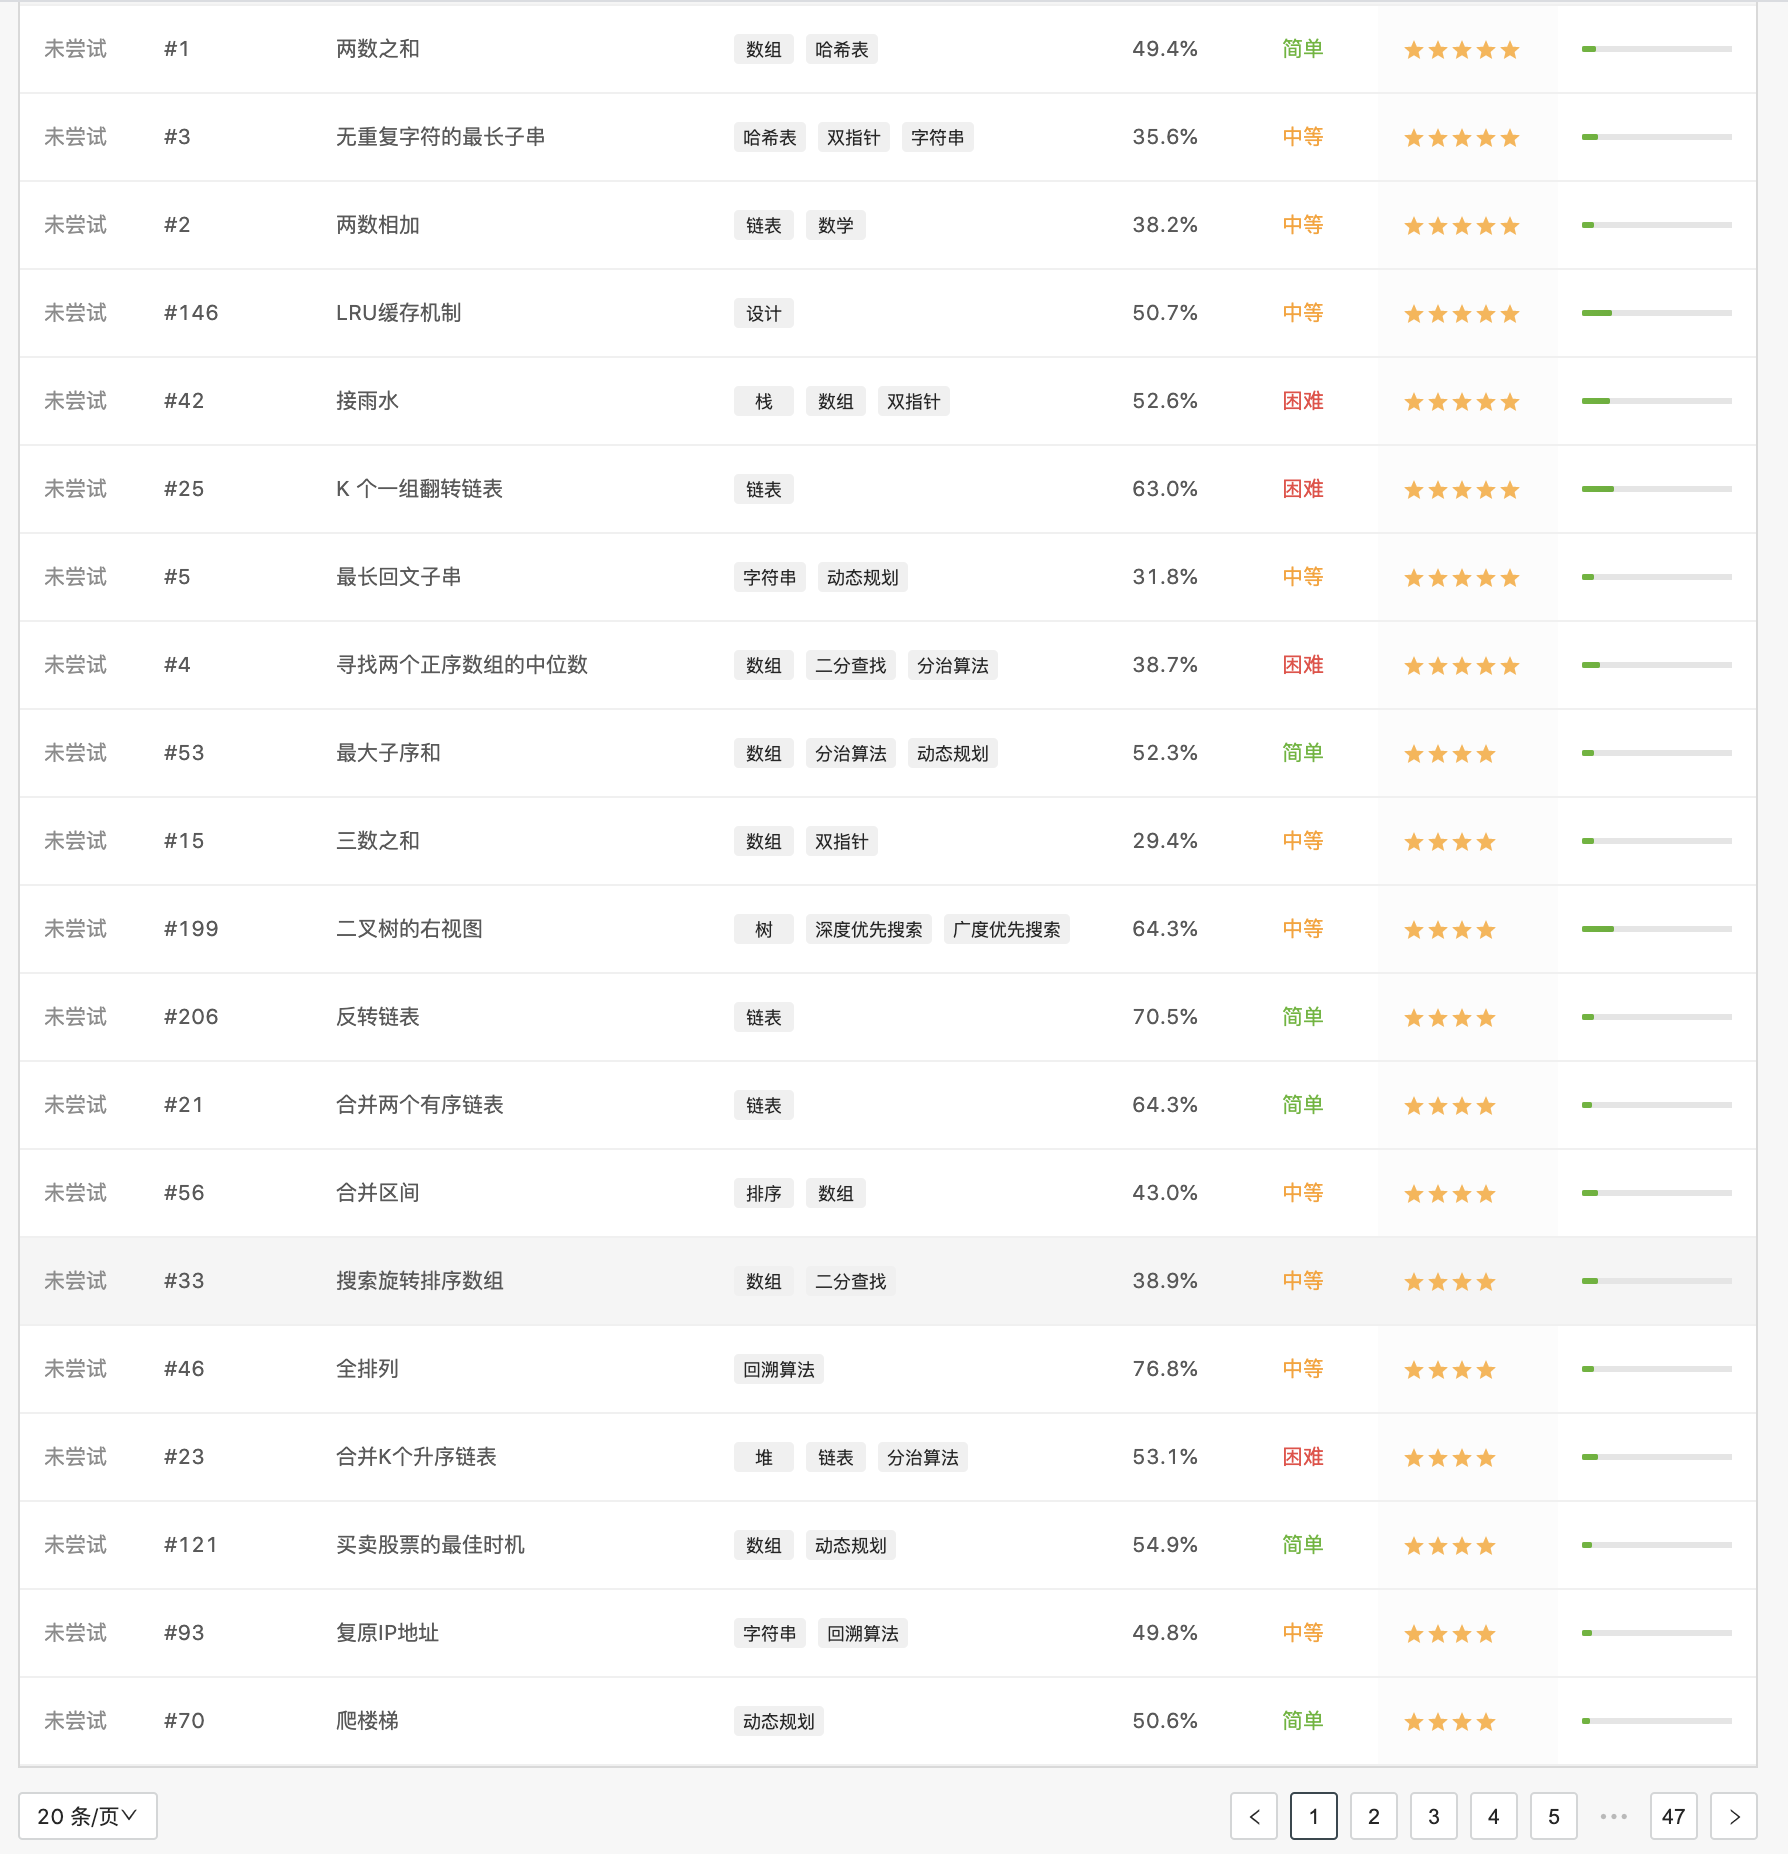 未尝试 #1 两数之和 数组 哈希表 49.4% 简单
未尝试 #3 无重复字符的最长子串 哈希表 双指针 字符串 35.6% 中等
未尝试 #2 两数相加 链表 数学 38.2% 中等
未尝试 #146 LRU缓存机制 设计 50.7% 中等
未尝试 #42 接雨水 栈 数组 双指针 52.6% 困难
未尝试 #25 K 个一组翻转链表 链表 63.0% 困难
未尝试 #5 最长回文子串 字符串 动态规划 31.8% 中等
未尝试 #4 寻找两个正序数组的中位数 数组 二分查找 分治算法 38.7% 困难
未尝试 #53 最大子序和 数组 分治算法 动态规划 52.3% 简单
未尝试 #15 三数之和 数组 双指针 29.4% 中等
未尝试 #199 二叉树的右视图 树 深度优先搜索 广度优先搜索 64.3% 中等
未尝试 #206 反转链表 链表 70.5% 简单
未尝试 #21 合并两个有序链表 链表 64.3% 简单
未尝试 #56 合并区间 排序 数组 43.0% 中等
未尝试 #33 搜索旋转排序数组 数组 二分查找 38.9% 中等
未尝试 #46 全排列 回溯算法 76.8% 中等
未尝试 #23 合并K个升序链表 堆 链表 分治算法 53.1% 困难
未尝试 #121 买卖股票的最佳时机 数组 动态规划 54.9% 简单
未尝试 #93 复原IP地址 字符串 回溯算法 49.8% 中等
未尝试 #70 爬楼梯 动态规划 50.6% 简单
20 条/页 < 1 2 3 4 5 ••• 47 >